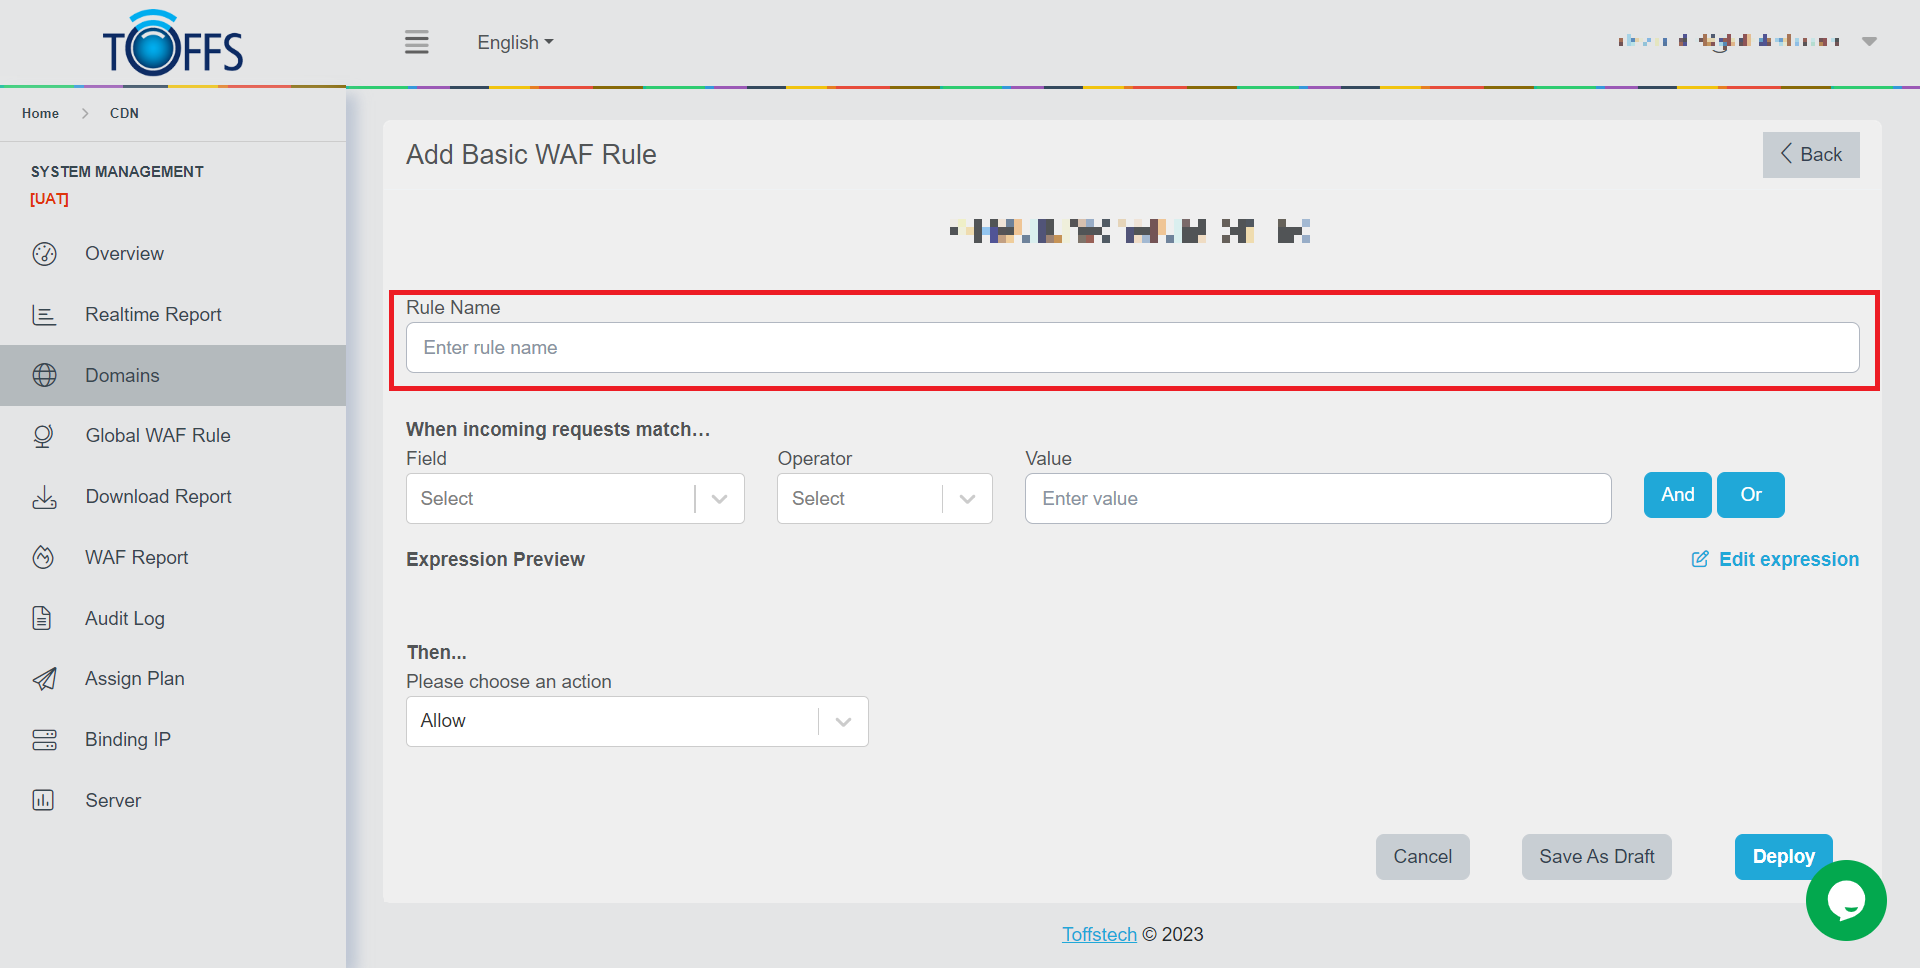 TOFFS
English
Home
CDN
SYSTEM MANAGEMENT
[UAT]
Overview
Realtime Report
Domains
Global WAF Rule
Download Report
WAF Report
Audit Log
Assign Plan
Binding IP
Server
Add Basic WAF Rule
Back
Rule Name
Enter rule name
When incoming requests match...
Field
Operator
Value
Select
Select
Enter value
And
Or
Expression Preview
Edit expression
Then...
Please choose an action
Allow
Cancel
Save As Draft
Deploy
Toffstech © 2023